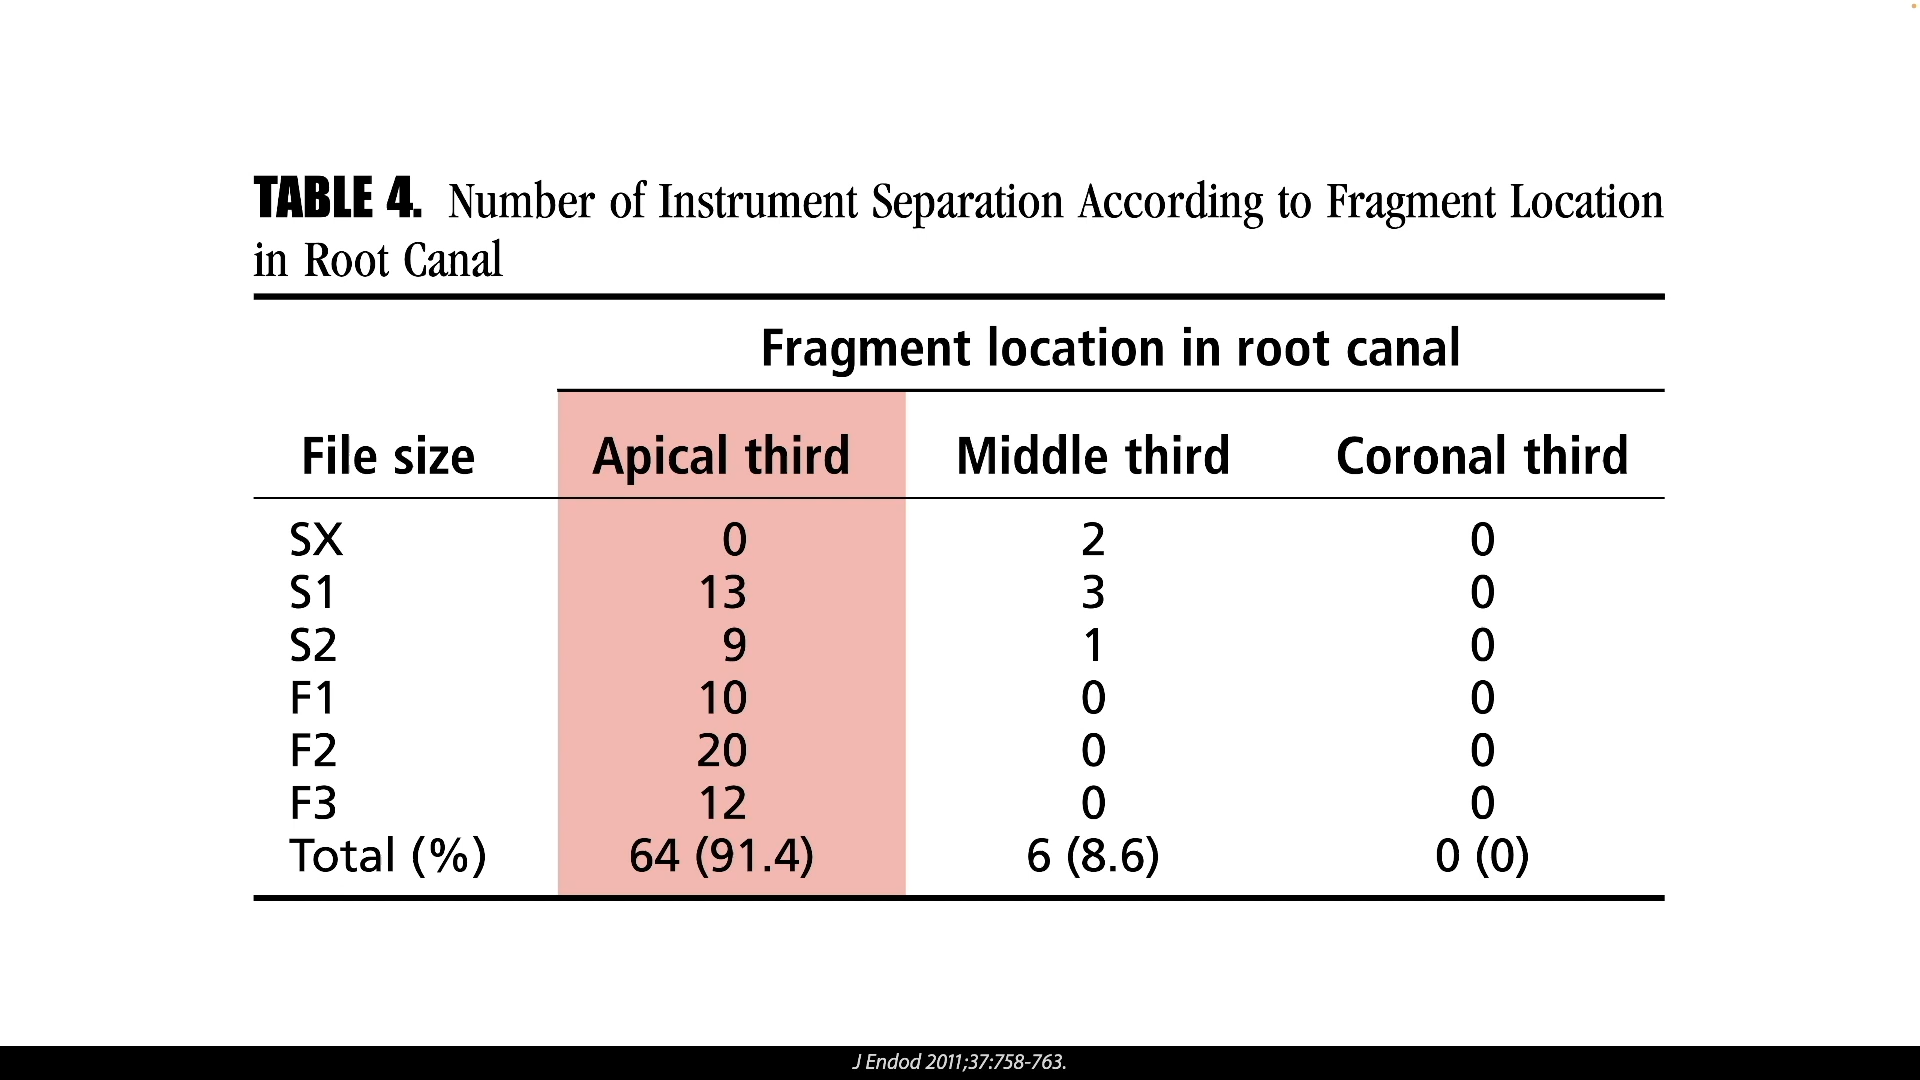 TABLE 4. Number of Instrument Separation According to Fragment Location
in Root Canal
Fragment location in root canal
File size Apical third Middle third Coronal third
SX 0 2 0
S1 13 3 0
S2 9 1 0
F1 10 0 0
F2 20 0 0
F3 12 0 0
Total (%) 64 (91.4) 6 (8.6) 0 (0)
J Endod 2011;37:758-763.